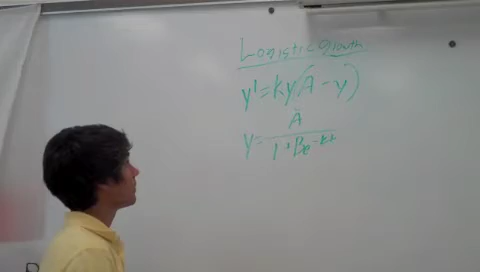 Logistic Growth
y' = ky(A - y)
y = A / 1 + Be^-kt